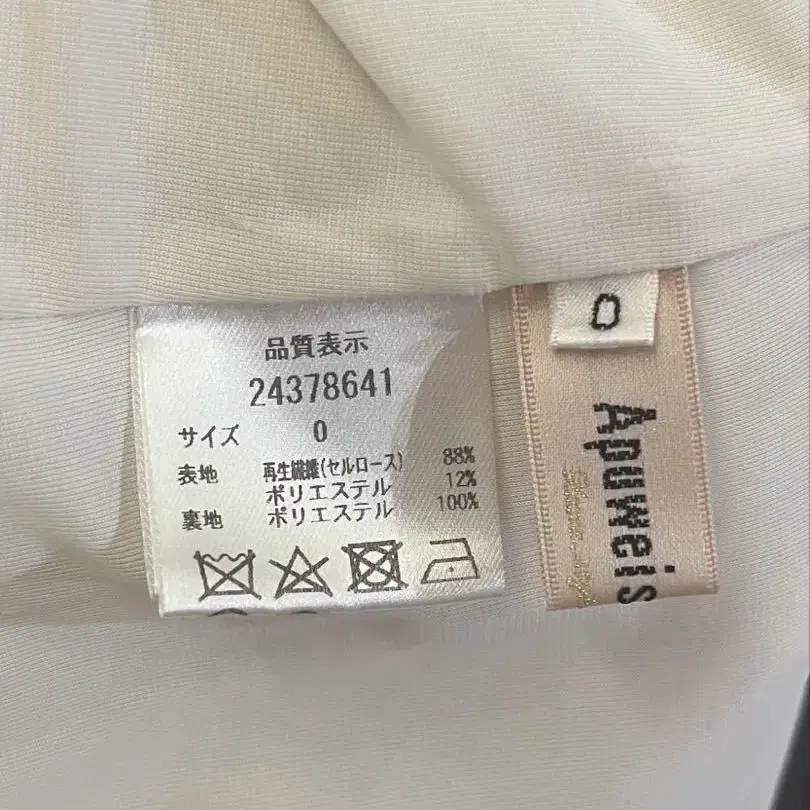 品質表示
24378641
サイズ 0
表地 再生繊維(セルロース) 88%
ポリエステル 12%
裏地 ポリエステル 100%
0
Apuweis